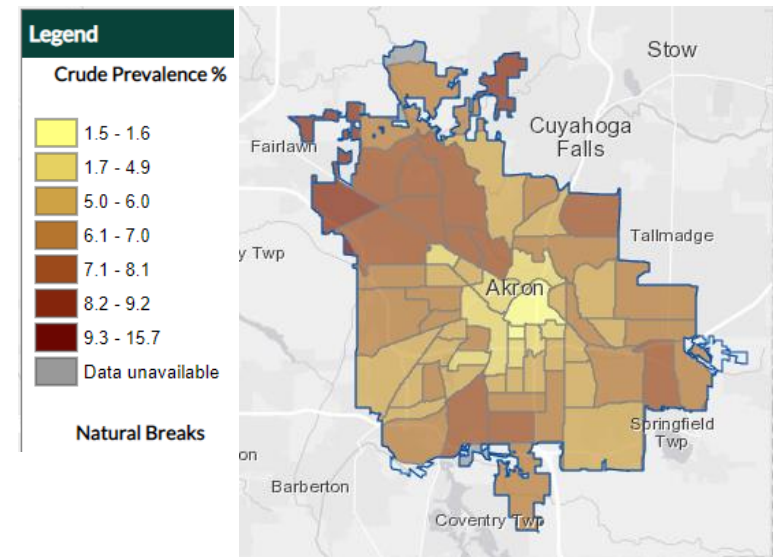 Legend
Crude Prevalence %
1.5 - 1.6
1.7 - 4.9
5.0 - 6.0
6.1 - 7.0
7.1 - 8.1
8.2 - 9.2
9.3 - 15.7
Data unavailable
Natural Breaks
Stow
Cuyahoga
Falls
Fairlawn
Tallmadge
y Twp
Akron
Springfield
Twp
on
Barberton
Coventry Twp